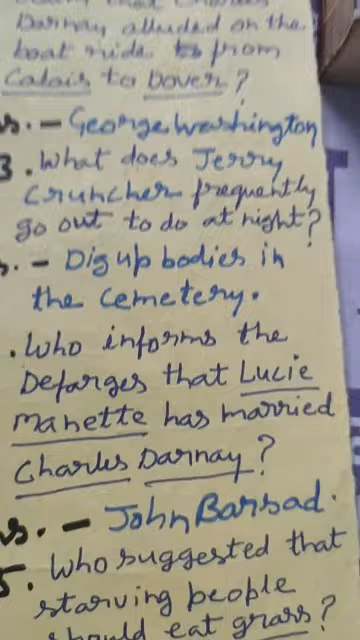 Darnay alluded on the
boat ride to from
Calais to Dover?
s. - George Washington
3. What does Jerry
Cruncher frequently
go out to do at night?
s. - Dig up bodies in
the cemetery.
. Who informs the
Defarges that Lucie
Manette has married
Charles Darnay?
s. - John Barsad.
5. Who suggested that
starving people
should eat grass?